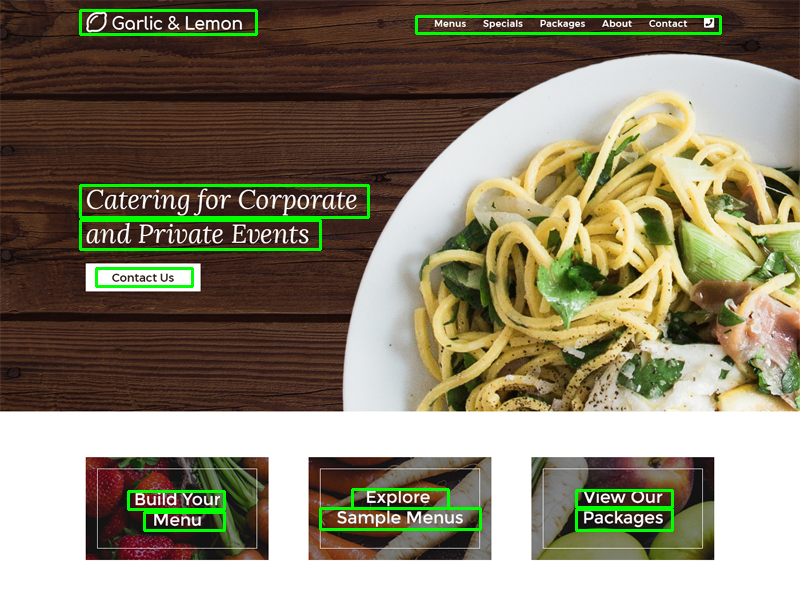 Garlic & Lemon
Menus Specials Packages About Contact
Catering for Corporate
and Private Events
Contact Us
Build Your
Menu
Explore
Sample Menus
View Our
Packages